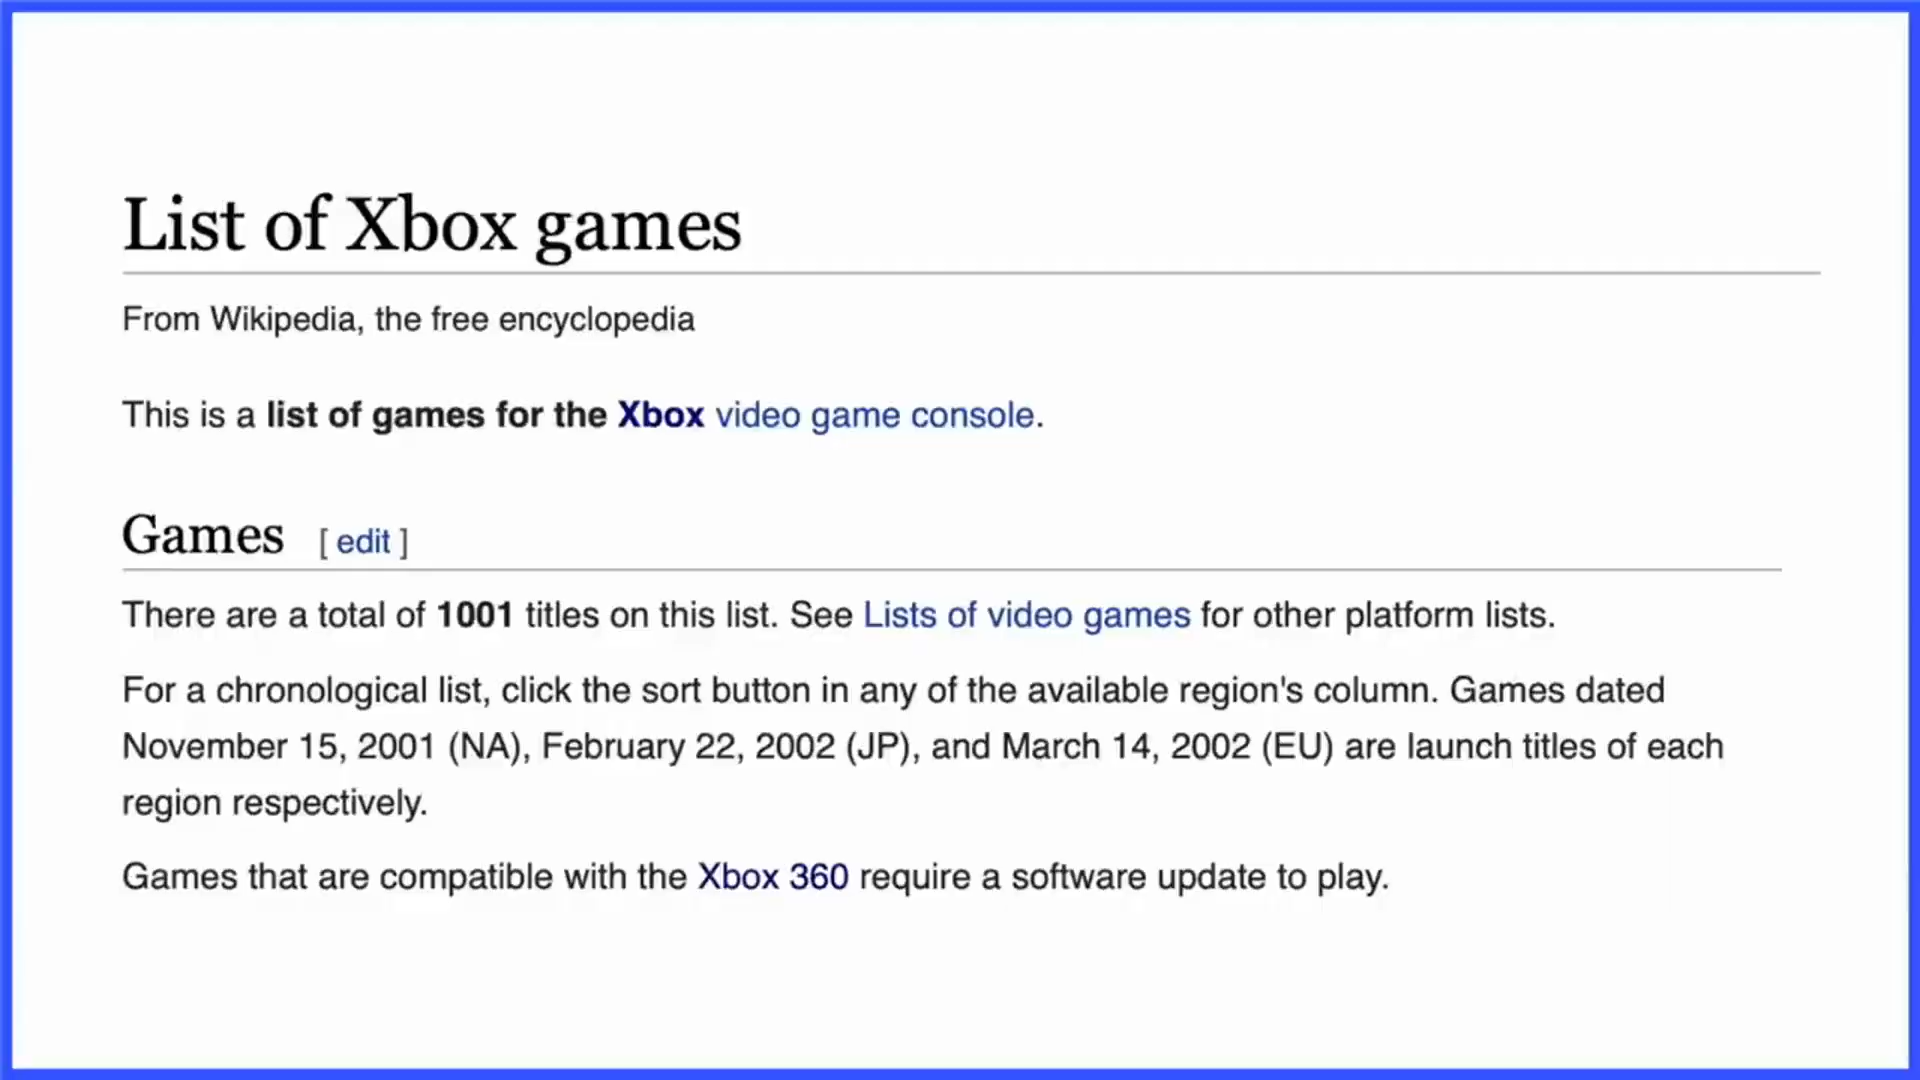 List of Xbox games
From Wikipedia, the free encyclopedia
This is a list of games for the Xbox video game console.
Games [ edit ]
There are a total of 1001 titles on this list. See Lists of video games for other platform lists.
For a chronological list, click the sort button in any of the available region's column. Games dated
November 15, 2001 (NA), February 22, 2002 (JP), and March 14, 2002 (EU) are launch titles of each
region respectively.
Games that are compatible with the Xbox 360 require a software update to play.